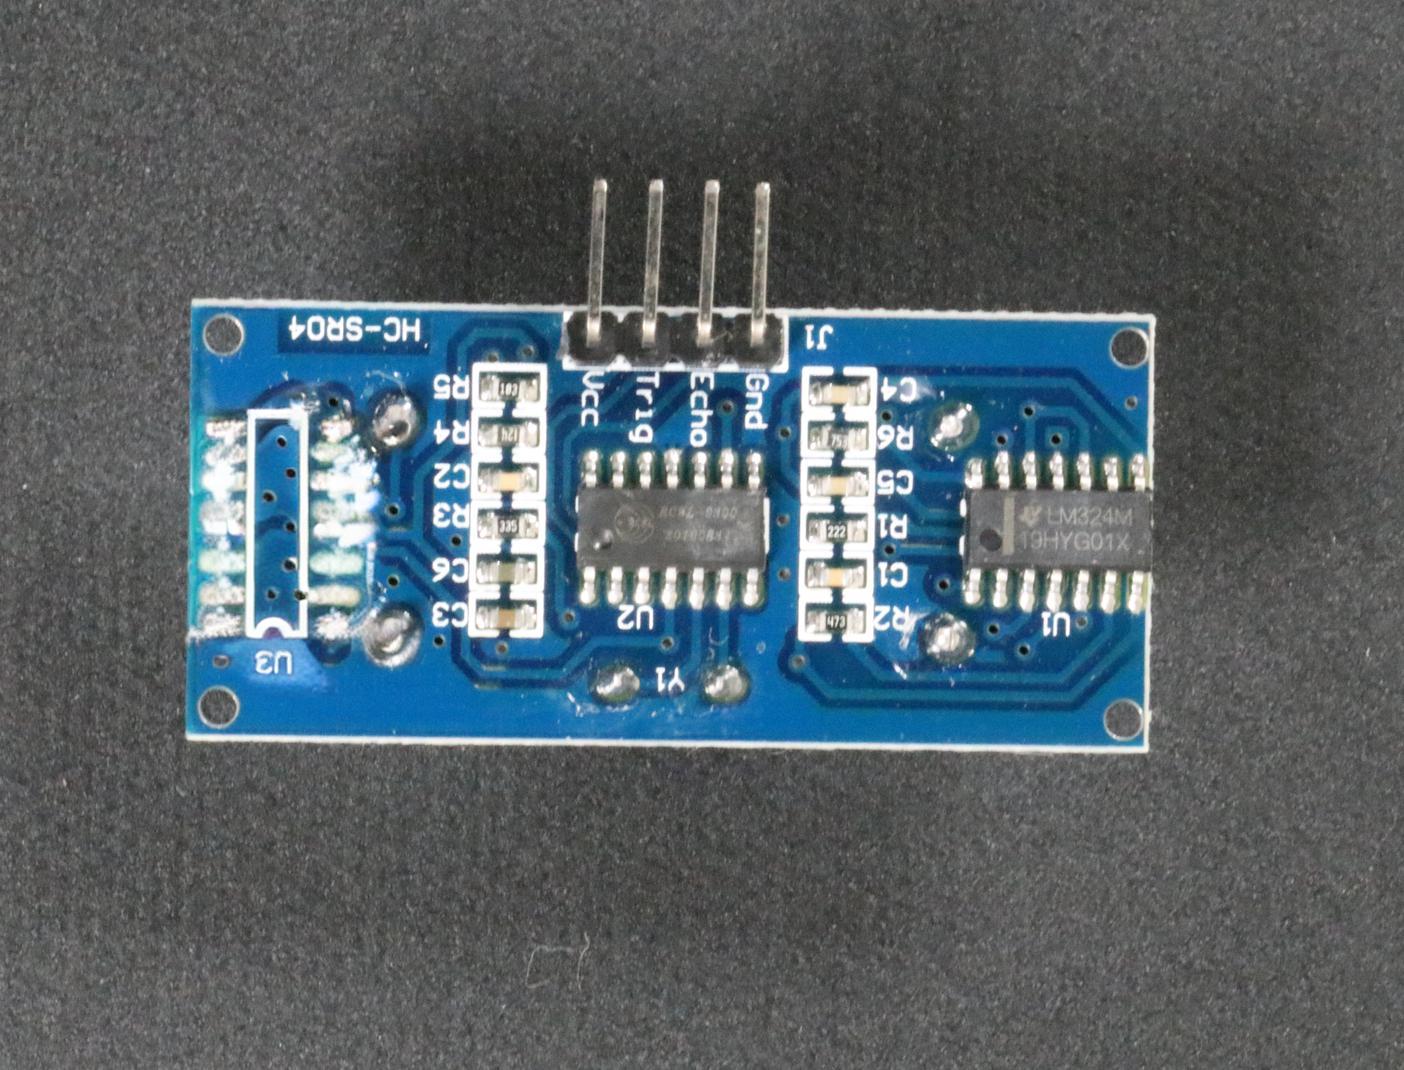 HC-SR04
J1
Vcc
Trig
Echo
Gnd
R5
103
R4
124
C2
R3
335
C6
C3
C4
R6
753
C5
R1
222
C1
R2
473
LM324M
19HYG01X
U2
U1
U3
Y1